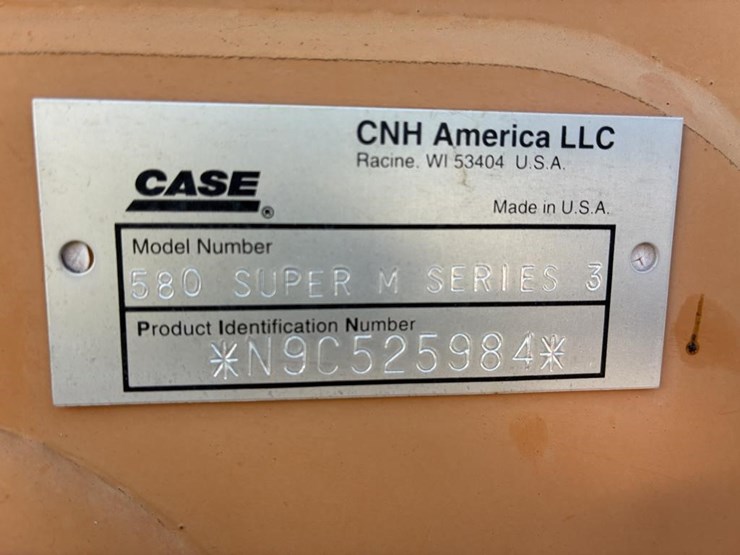 CNH America LLC
Racine, WI 53404 U.S.A.
CASE®
Made in U.S.A.
Model Number
580 SUPER M SERIES 3
Product Identification Number
*N9C525984*